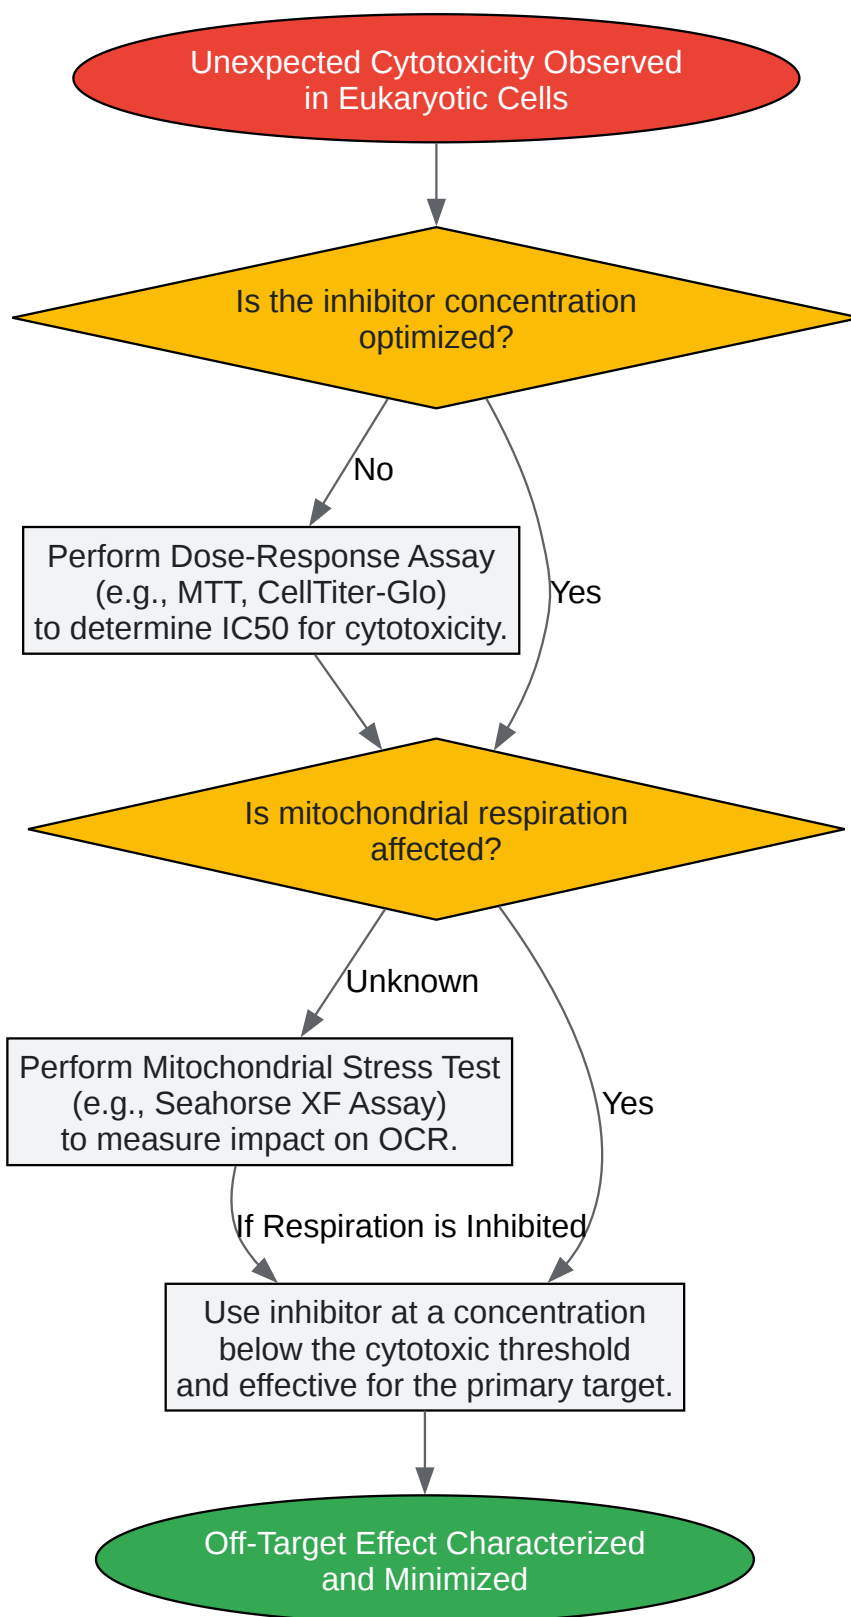 Unexpected Cytotoxicity Observed
in Eukaryotic Cells
Is the inhibitor concentration
optimized?
No
Perform Dose-Response Assay
(e.g., MTT, CellTiter-Glo)
to determine IC50 for cytotoxicity.
Yes
Is mitochondrial respiration
affected?
Unknown
Perform Mitochondrial Stress Test
(e.g., Seahorse XF Assay)
to measure impact on OCR.
Yes
If Respiration is Inhibited
Use inhibitor at a concentration
below the cytotoxic threshold
and effective for the primary target.
Off-Target Effect Characterized
and Minimized